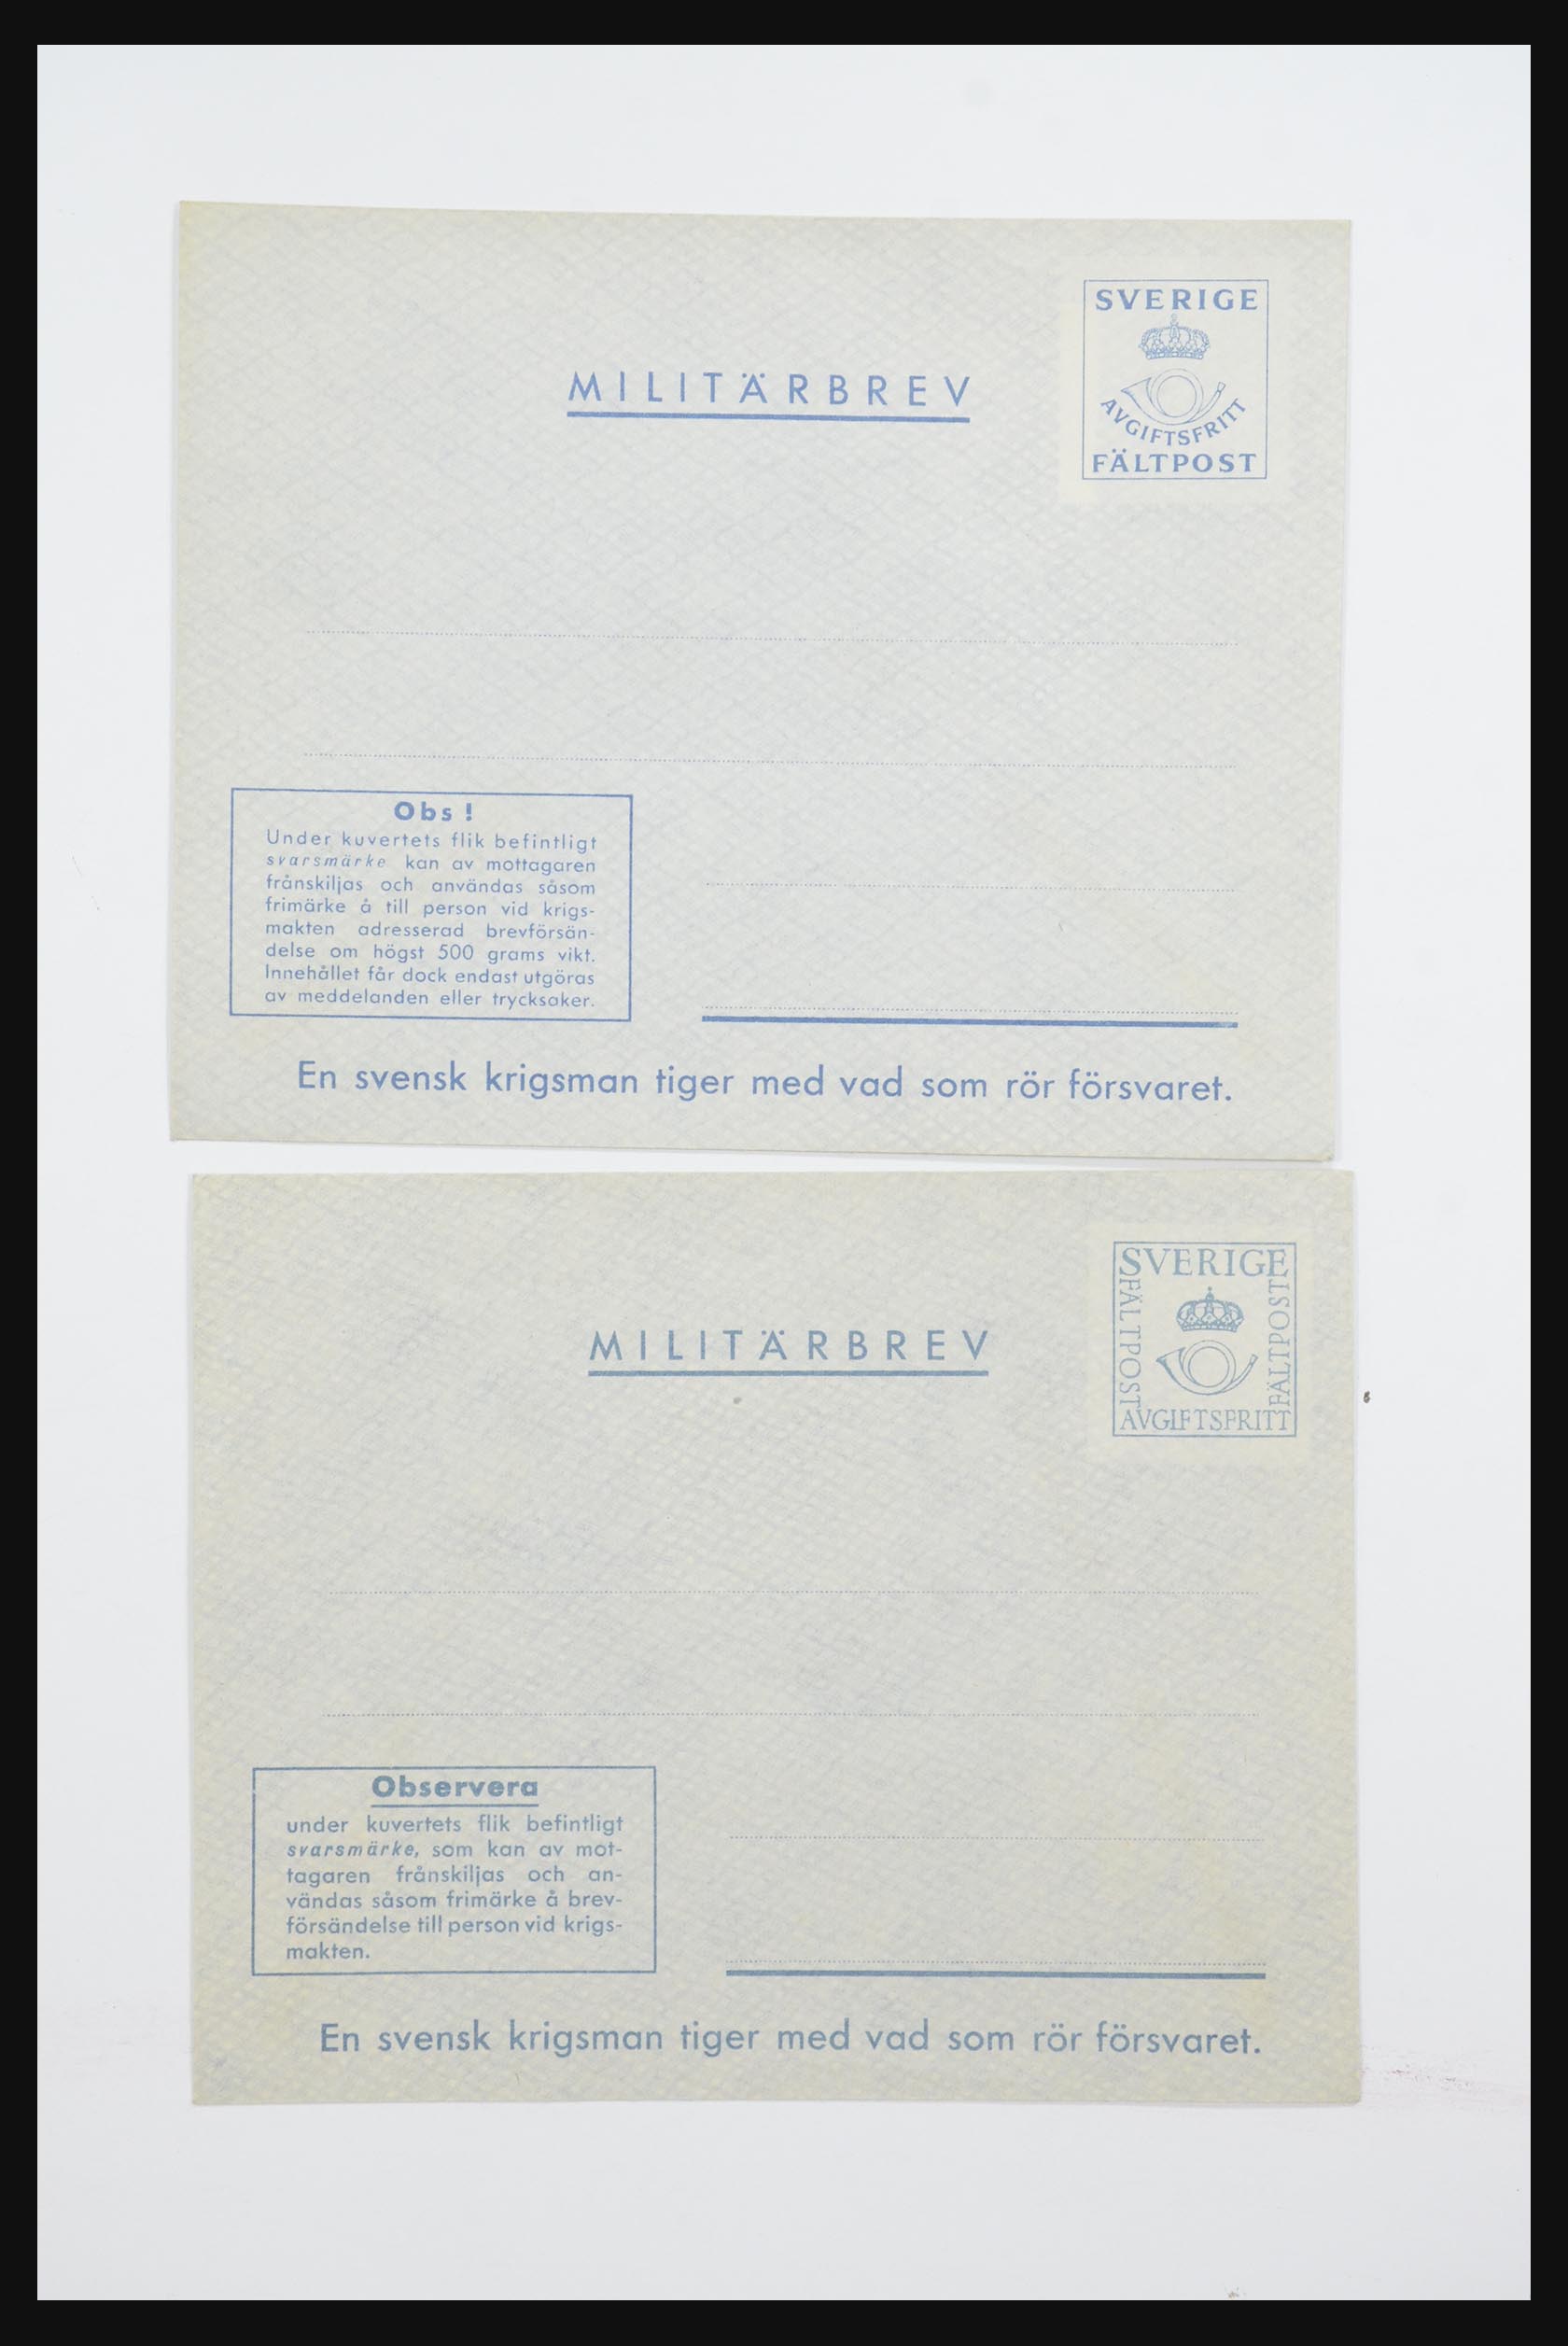 SVERIGE
MILITÄRBREV
AVGIFTSFRITT
FÄLTPOST
Obs !
Under kuvertets flik befintligt
svarsmärke kan av mottagaren
frånskiljas och användas såsom
frimärke å till person vid krigs-
makten adresserad brevförsän-
delse om högst 500 grams vikt.
Innehållet får dock endast utgöras
av meddelanden eller trycksaker.
En svensk krigsman tiger med vad som rör försvaret.
SVERIGE
FÄLTPOST
FÄLTPOST
AVGIFTSFRITT
MILITÄRBREV
Observera
under kuvertets flik befintligt
svarsmärke, som kan av mot-
tagaren frånskiljas och an-
vändas såsom frimärke å brev-
försändelse till person vid krigs-
makten.
En svensk krigsman tiger med vad som rör försvaret.